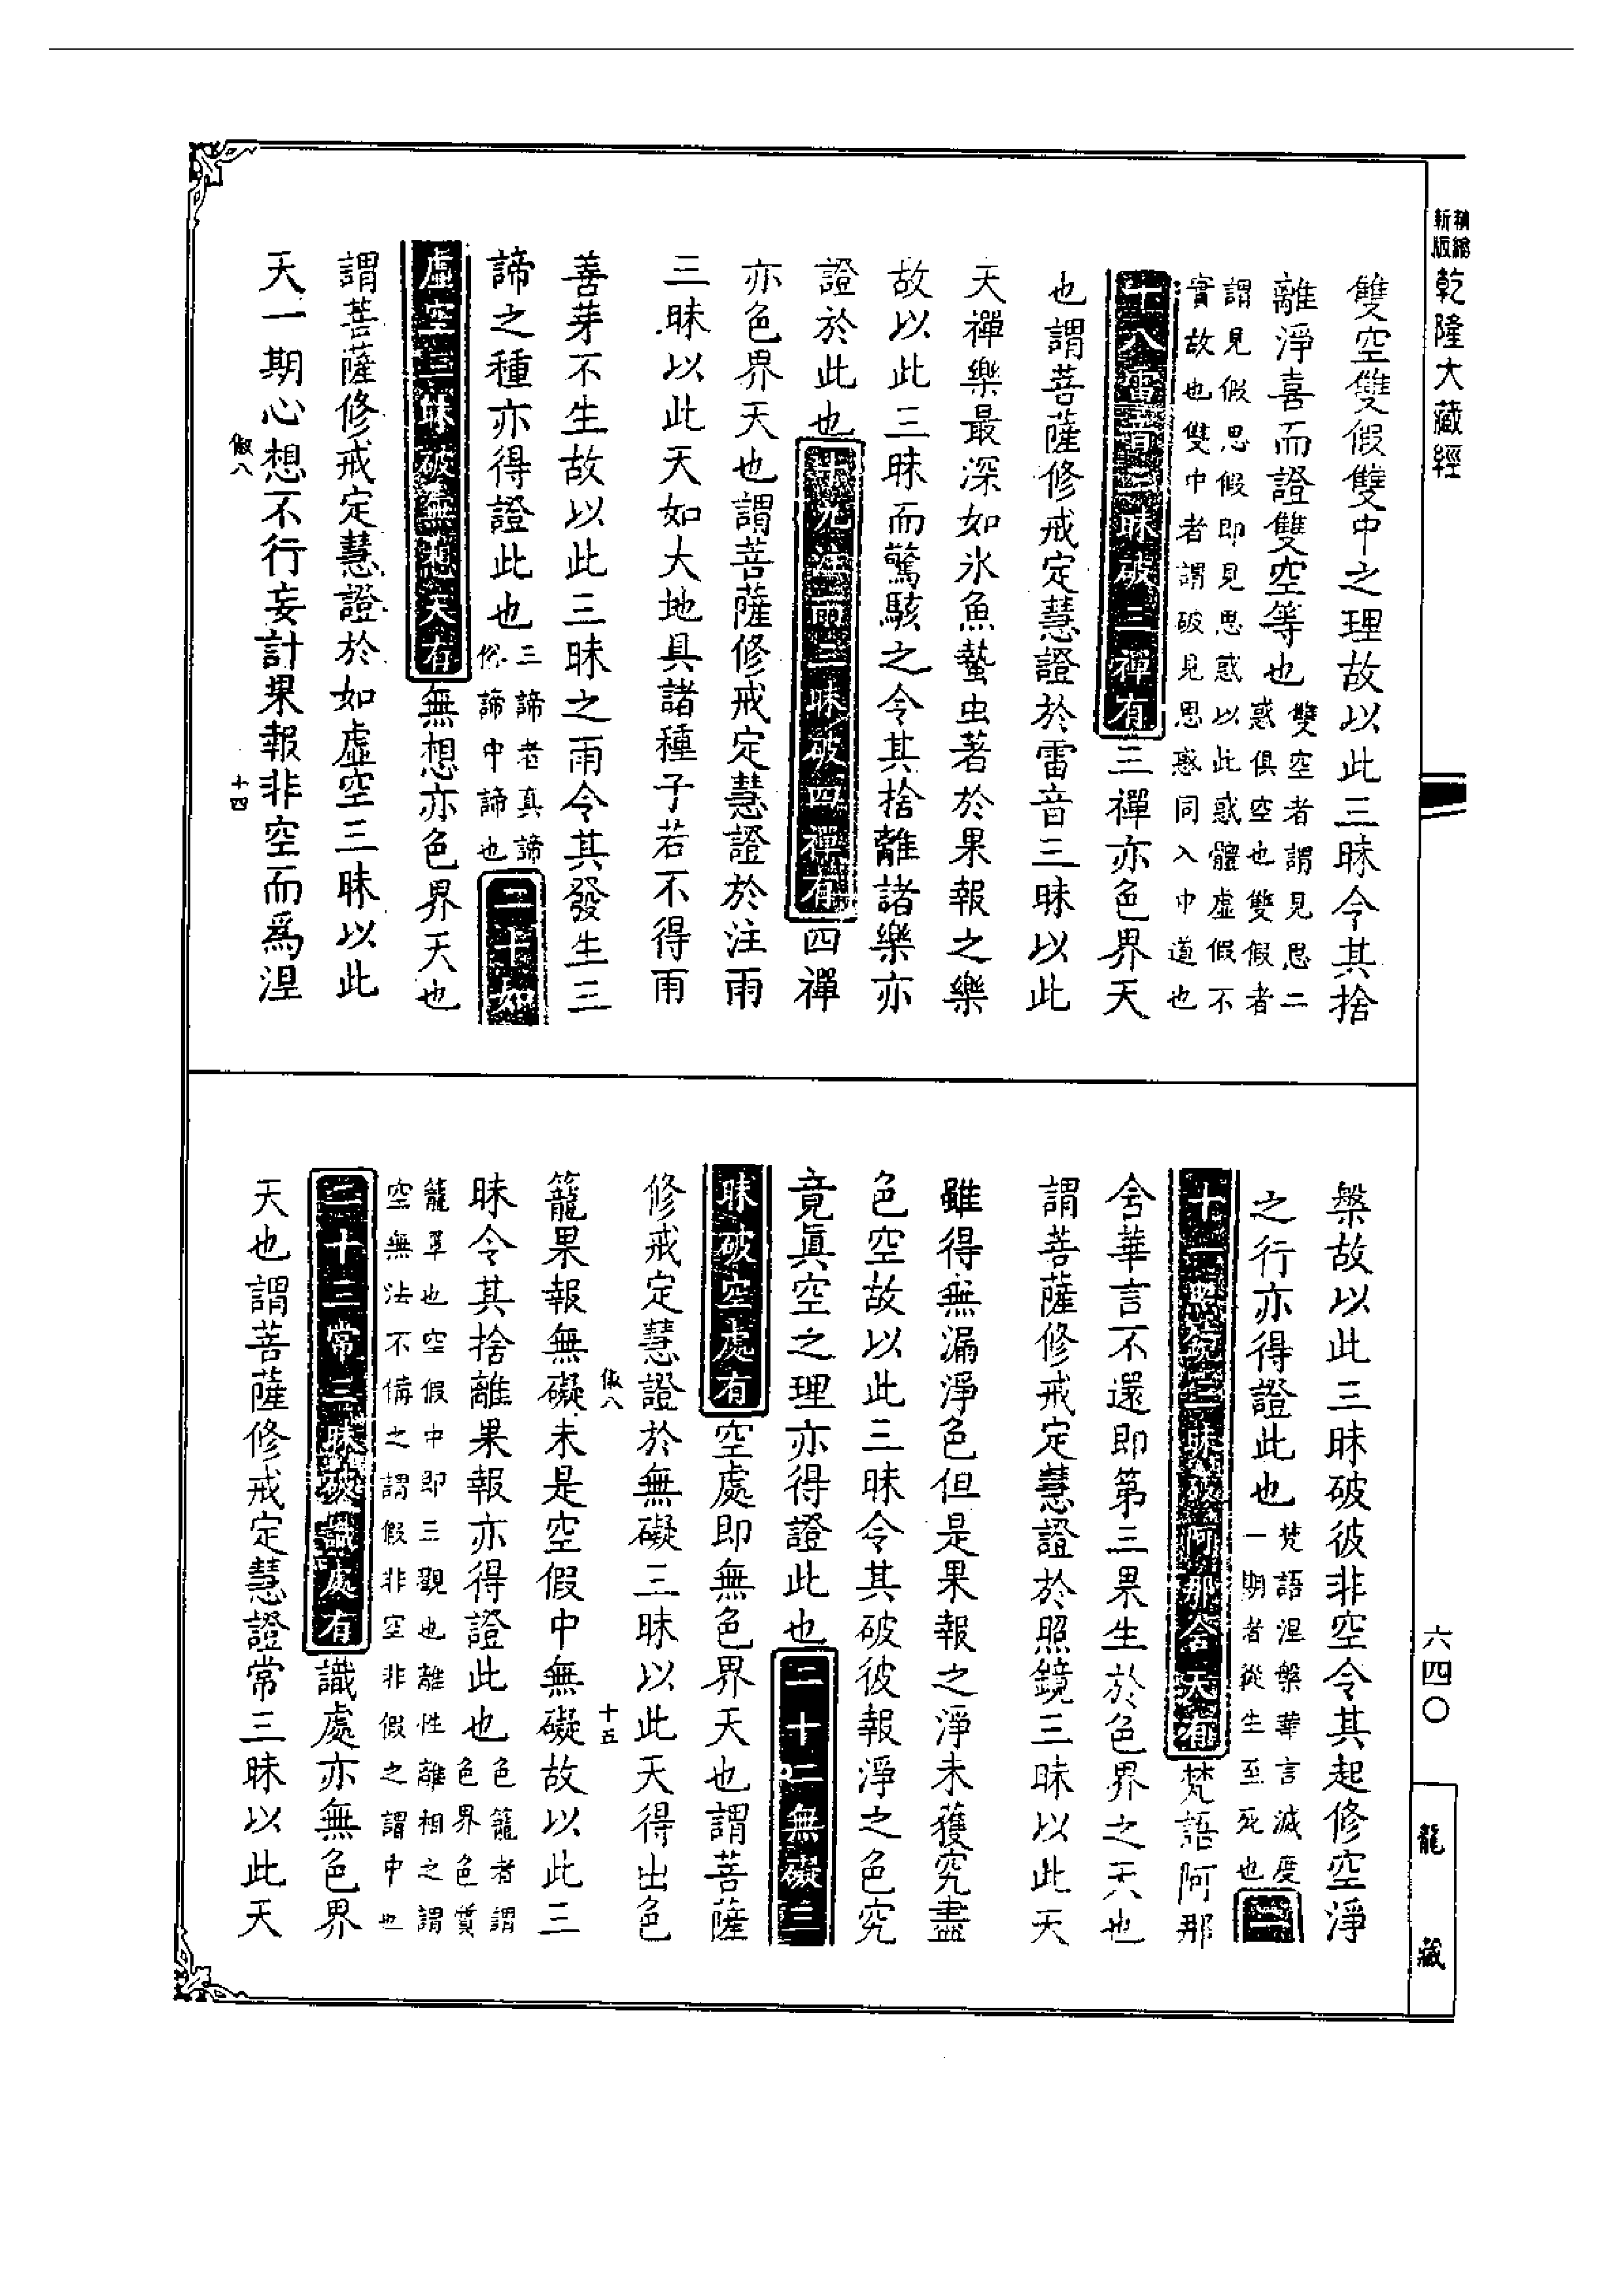 新版
精縮
乾隆大藏經
雙空雙假雙中之理故以此三昧令其捨
離淨喜而證雙空等也雙空者謂見思二
惑俱空也雙假者
謂見假思假即見思惑以此惑體虛假不
實故也雙中者謂破見思惑同入中道也
十八雷音三昧破三禪有三禪亦色界天
也謂菩薩修戒定慧證於雷音三昧以此
天禪樂最深如氷魚蟄虫著於果報之樂
故以此三昧而驚駭之令其捨離諸樂亦
證於此也十九注雨三昧破四禪有四禪
亦色界天也謂菩薩修戒定慧證於注雨
三昧以此天如大地具諸種子若不得雨
善芽不生故以此三昧之雨令其發生三
諦之種亦得證此也三諦者真諦
俗諦中諦也二十如
虛空三昧破無想天有無想亦色界天也
謂菩薩修戒定慧證於如虛空三昧以此
天一期心想不行妄計果報非空而爲涅
十四
槃故以此三昧破彼非空令其起修空淨
之行亦得證此也梵語涅槃華言滅度
一期者從生至死也二
十一照鏡三昧破阿那含天有梵語阿那
含華言不還即第三果生於色界之天也
謂菩薩修戒定慧證於照鏡三昧以此天
雖得無漏淨色但是果報之淨未獲究盡
色空故以此三昧令其破彼報淨之色究
竟眞空之理亦得證此也二十二無礙三
昧破空處有空處即無色界天也謂菩薩
修戒定慧證於無礙三昧以此天得出色
十五
籠果報無礙未是空假中無礙故以此三
昧令其捨離果報亦得證此也色籠者謂
色界色質
籠罩也空假中即三觀也離性離相之謂
空無法不備之謂假非空非假之謂中也
二十三常三昧破識處有識處亦無色界
天也謂菩薩修戒定慧證常三昧以此天
六四〇
龍藏